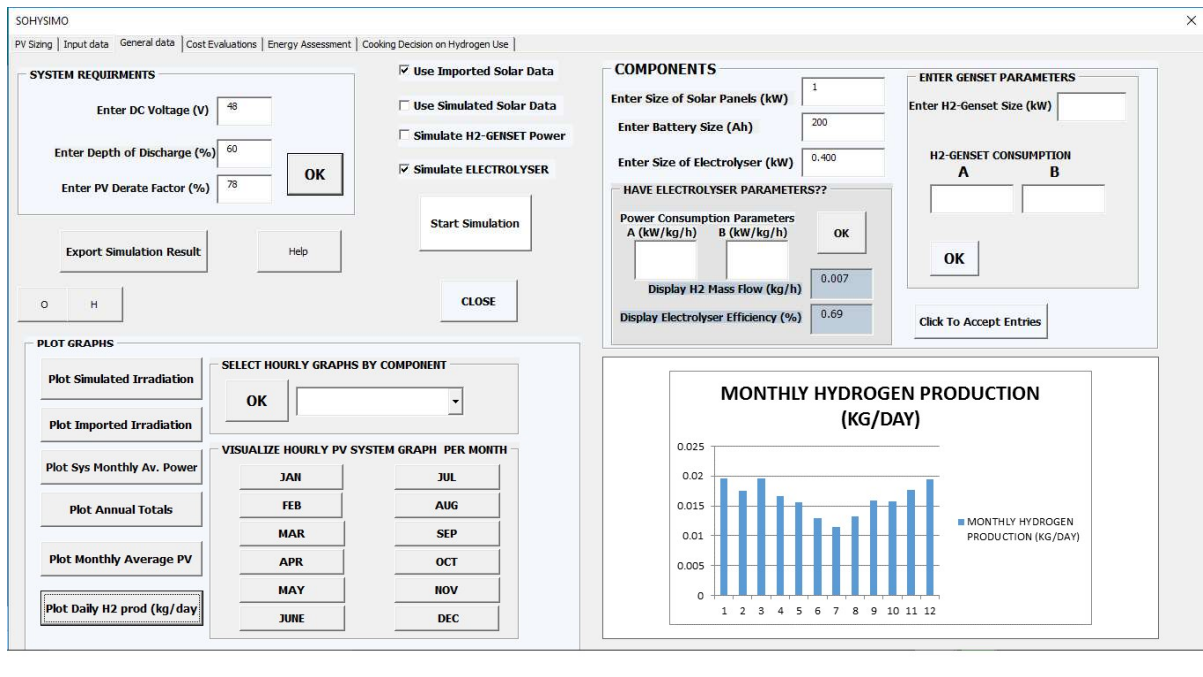 SOHYSIMO
PV Sizing | Input data | General data | Cost Evaluations | Energy Assessment | Cooking Decision on Hydrogen Use
SYSTEM REQUIRMENTS
Enter DC Voltage (V) 48
Enter Depth of Discharge (%) 60
Enter PV Derate Factor (%) 78
OK
Export Simulation Result
Help
O H
Use Imported Solar Data
Use Simulated Solar Data
Simulate H2-GENSET Power
Simulate ELECTROLYSER
Start Simulation
CLOSE
COMPONENTS
Enter Size of Solar Panels (kW) 1
Enter Battery Size (Ah) 200
Enter Size of Electrolyser (kW) 0.400
HAVE ELECTROLYSER PARAMETERS??
Power Consumption Parameters
A (kW/kg/h) B (kW/kg/h)
OK
Display H2 Mass Flow (kg/h) 0.007
Display Electrolyser Efficiency (%) 0.69
ENTER GENSET PARAMETERS
Enter H2-Genset Size (kW)
H2-GENSET CONSUMPTION
A B
OK
Click To Accept Entries
PLOT GRAPHS
Plot Simulated Irradiation
Plot Imported Irradiation
Plot Sys Monthly Av. Power
Plot Annual Totals
Plot Monthly Average PV
Plot Daily H2 prod (kg/day
SELECT HOURLY GRAPHS BY COMPONENT
OK
VISUALIZE HOURLY PV SYSTEM GRAPH PER MONTH
JAN JUL
FEB AUG
MAR SEP
APR OCT
MAY NOV
JUNE DEC
MONTHLY HYDROGEN PRODUCTION
(KG/DAY)
0.025
0.02
0.015
0.01
0.005
0
1 2 3 4 5 6 7 8 9 10 11 12
MONTHLY HYDROGEN
PRODUCTION (KG/DAY)